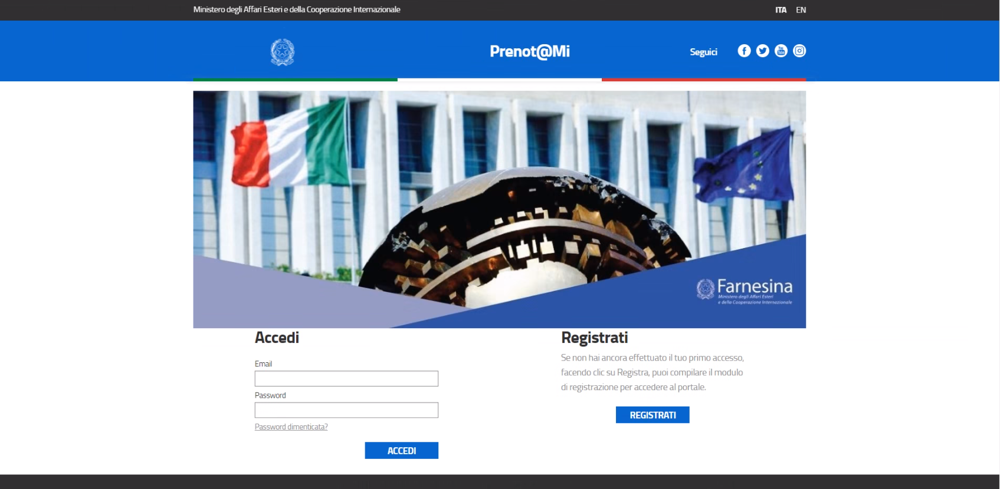 Ministero degli Affari Esteri e della Cooperazione Internazionale
ITA EN
Prenot@Mi
Seguici
Farnesina
Ministero degli Affari Esteri
e della Cooperazione Internazionale
Accedi
Email
Password
Password dimenticata?
ACCEDI
Registrati
Se non hai ancora effettuato il tuo primo accesso,
facendo clic su Registra, puoi compilare il modulo
di registrazione per accedere al portale.
REGISTRATI